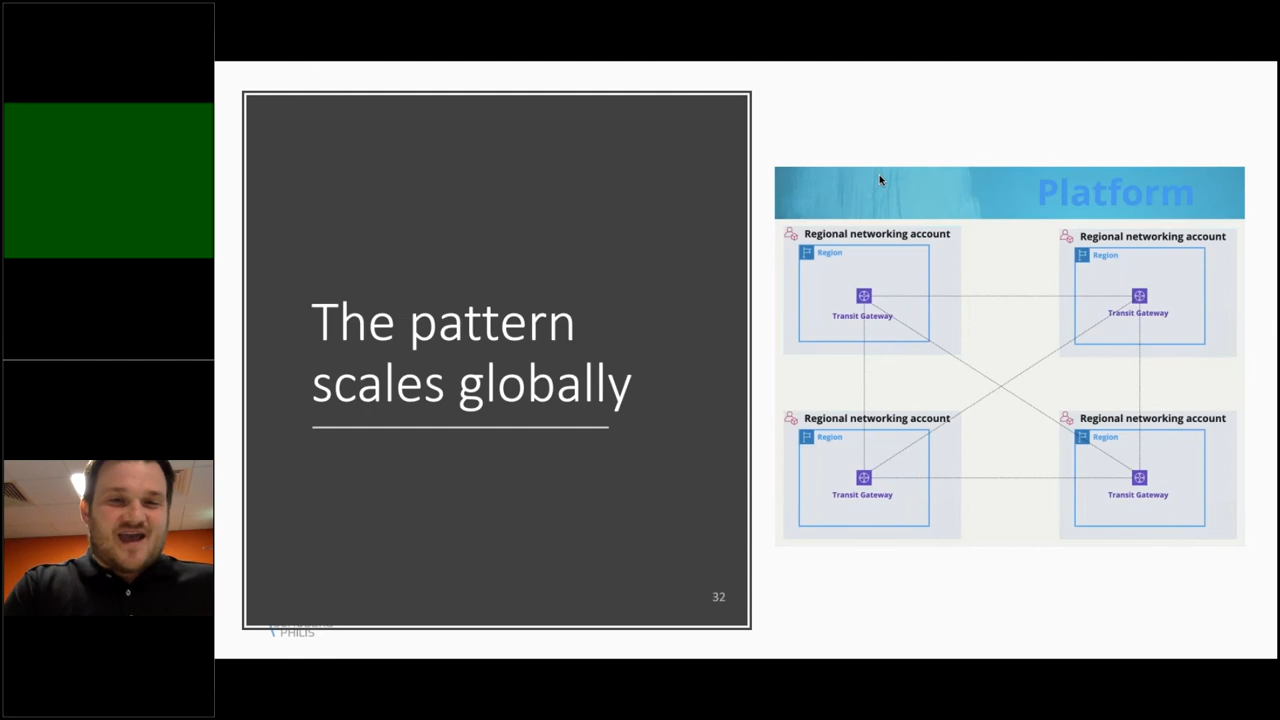 The pattern
scales globally
32
PHILIS
Platform
Regional networking account
Region
Transit Gateway
Regional networking account
Region
Transit Gateway
Regional networking account
Region
Transit Gateway
Regional networking account
Region
Transit Gateway